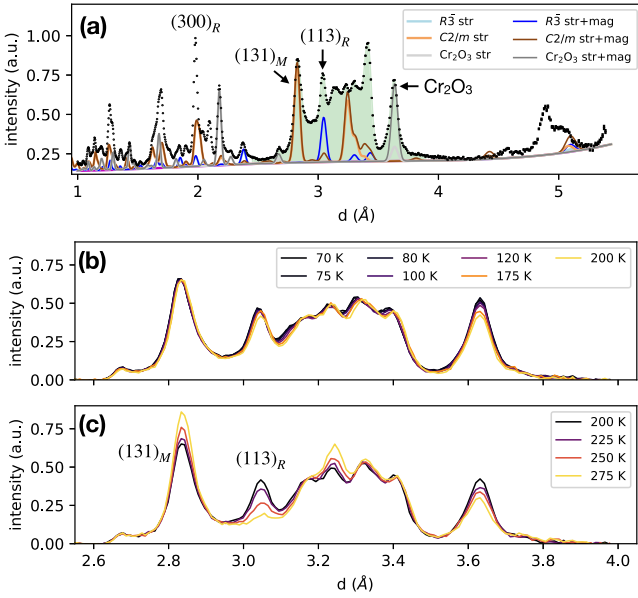 (a)
(300)R
(131)M
(113)R
Cr2O3
R3̄ str
C2/m str
Cr2O3 str
R3̄ str+mag
C2/m str+mag
Cr2O3 str+mag
intensity (a.u.)
1.00
0.75
0.50
0.25
1 2 3 4 5
d (Å)
(b)
70 K
75 K
80 K
100 K
120 K
175 K
200 K
intensity (a.u.)
0.75
0.50
0.25
0.00
(c)
(131)M
(113)R
200 K
225 K
250 K
275 K
intensity (a.u.)
0.75
0.50
0.25
0.00
2.6 2.8 3.0 3.2 3.4 3.6 3.8 4.0
d (Å)